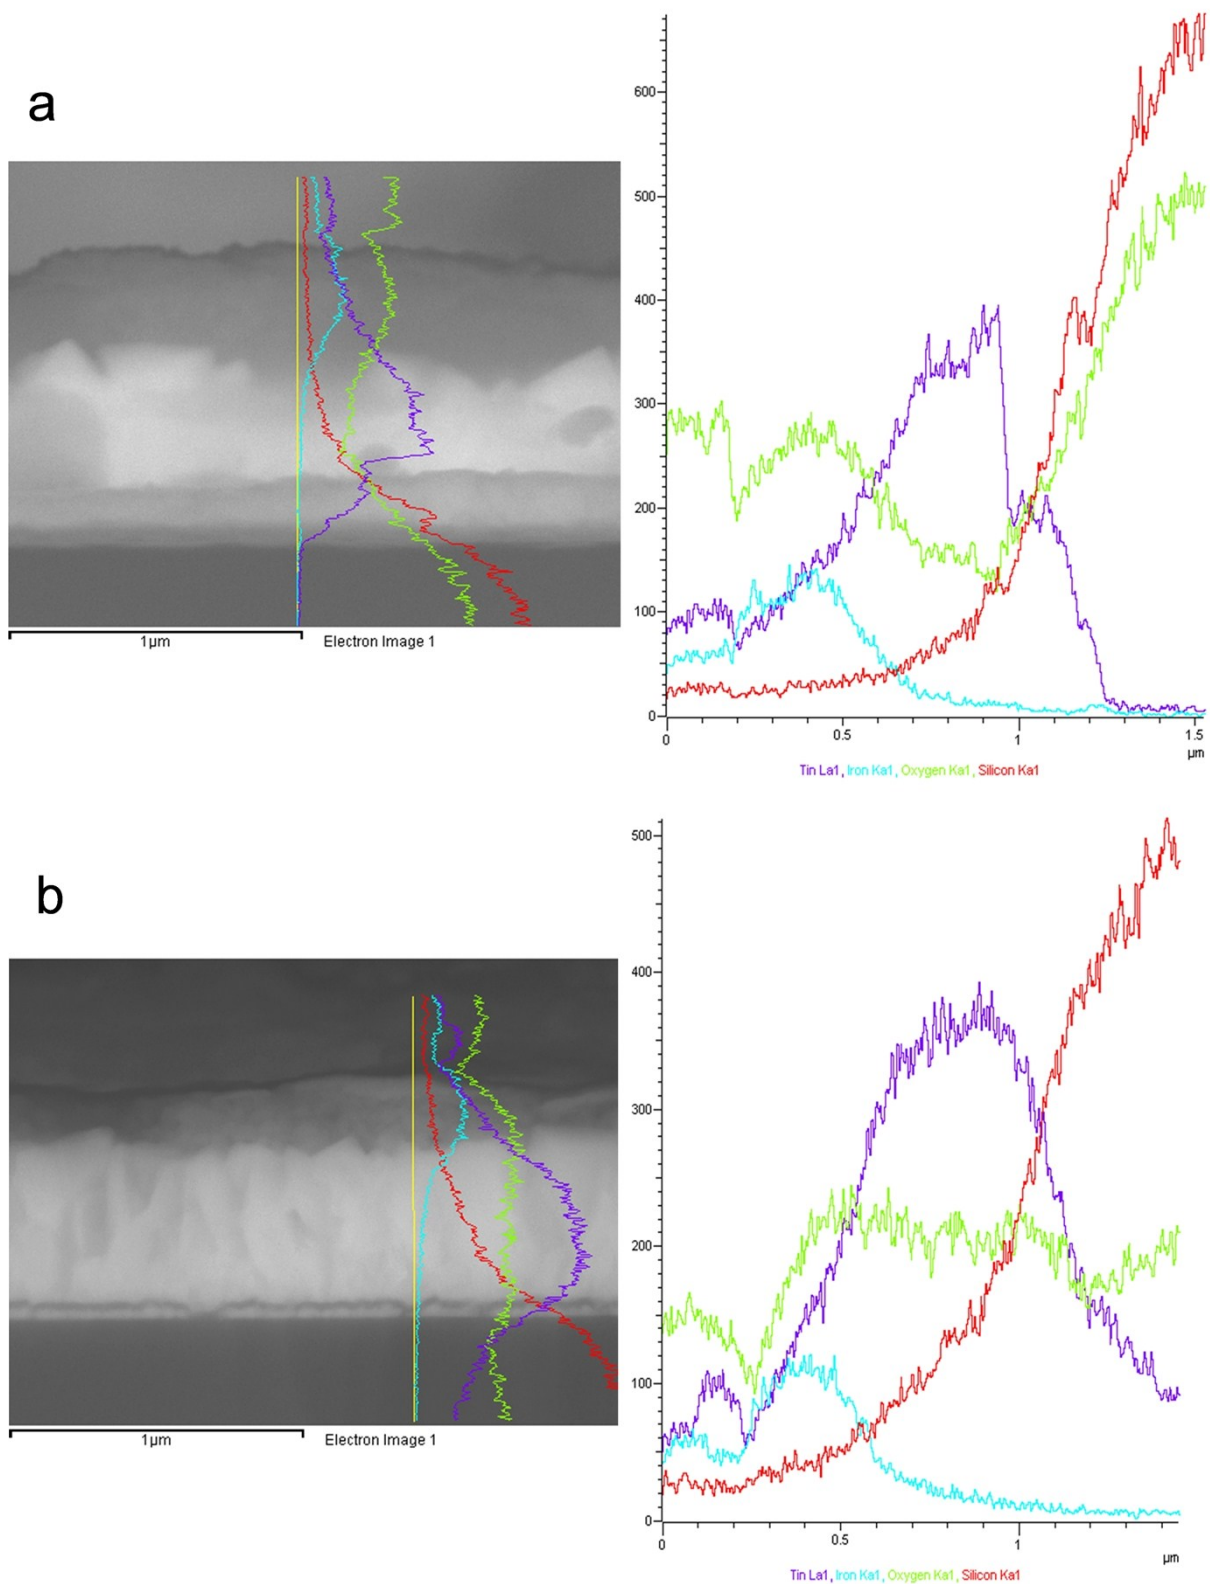 a
600
500
400
300
200
100
0
0
0.5
1
1.5
µm
1µm
Electron Image 1
Tin La1, Iron Ka1, Oxygen Ka1, Silicon Ka1
b
500
400
300
200
100
0
0
0.5
1
µm
1µm
Electron Image 1
Tin La1, Iron Ka1, Oxygen Ka1, Silicon Ka1